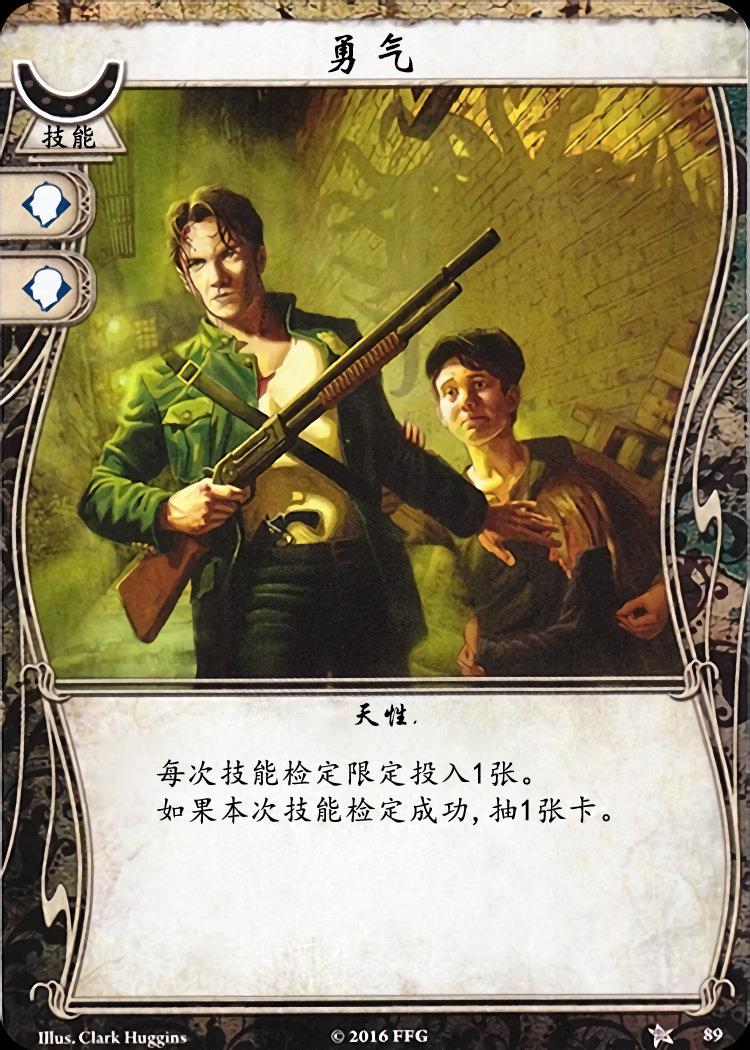 勇气
技能
天性.
每次技能检定限定投入1张。
如果本次技能检定成功,抽1张卡。
Illus. Clark Huggins
© 2016 FFG
89